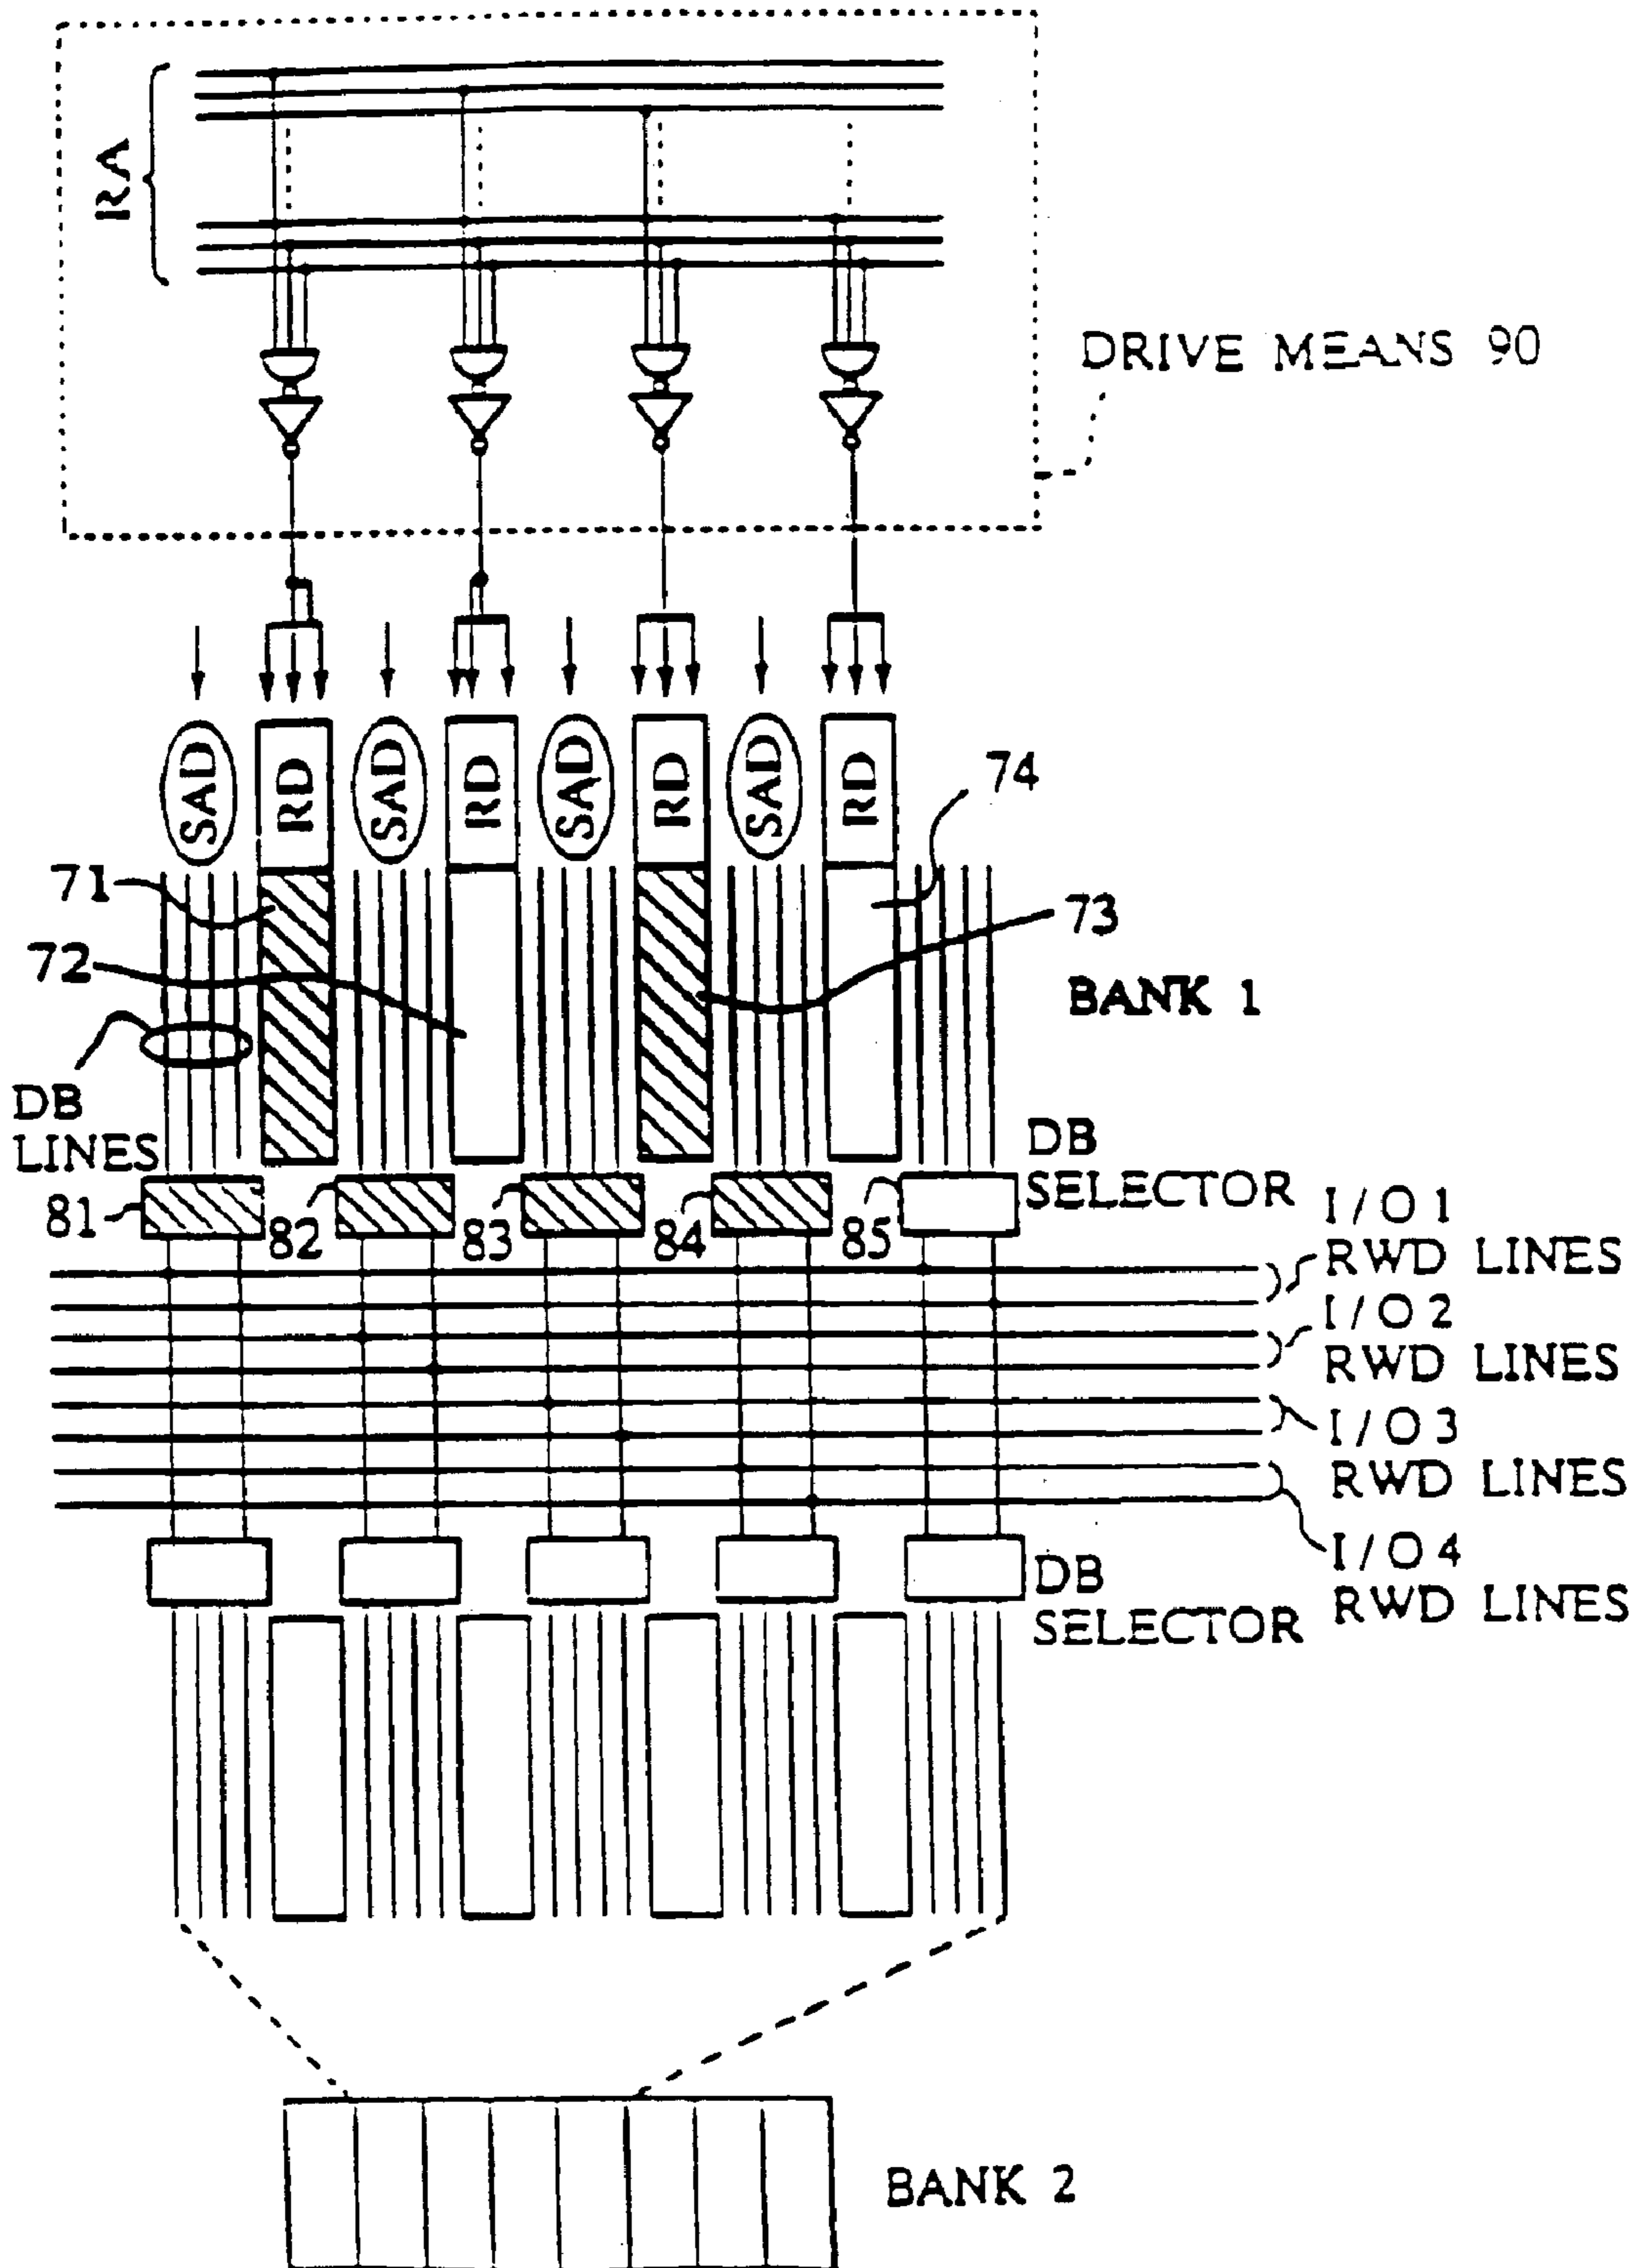 RA
DRIVE MEANS 90
SAD
RD
SAD
RD
SAD
RD
SAD
RD
74
71
73
72
BANK 1
DB
LINES
DB
SELECTOR
81
82
83
84
85
I/O 1
RWD LINES
I/O 2
RWD LINES
I/O 3
RWD LINES
I/O 4
RWD LINES
DB
SELECTOR
BANK 2